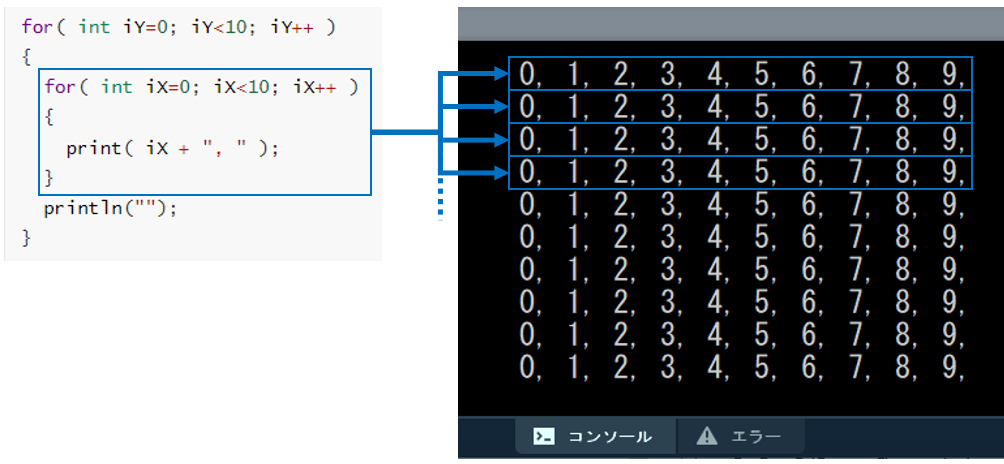 for( int iY=0; iY<10; iY++ )
{
for( int iX=0; iX<10; iX++ )
{
print( iX + ", " );
}
println("");
}
0, 1, 2, 3, 4, 5, 6, 7, 8, 9,
0, 1, 2, 3, 4, 5, 6, 7, 8, 9,
0, 1, 2, 3, 4, 5, 6, 7, 8, 9,
0, 1, 2, 3, 4, 5, 6, 7, 8, 9,
0, 1, 2, 3, 4, 5, 6, 7, 8, 9,
0, 1, 2, 3, 4, 5, 6, 7, 8, 9,
0, 1, 2, 3, 4, 5, 6, 7, 8, 9,
0, 1, 2, 3, 4, 5, 6, 7, 8, 9,
0, 1, 2, 3, 4, 5, 6, 7, 8, 9,
0, 1, 2, 3, 4, 5, 6, 7, 8, 9,
コンソール エラー